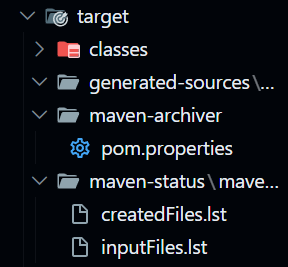 target
classes
generated-sources\...
maven-archiver
pom.properties
maven-status\mave...
createdFiles.lst
inputFiles.lst